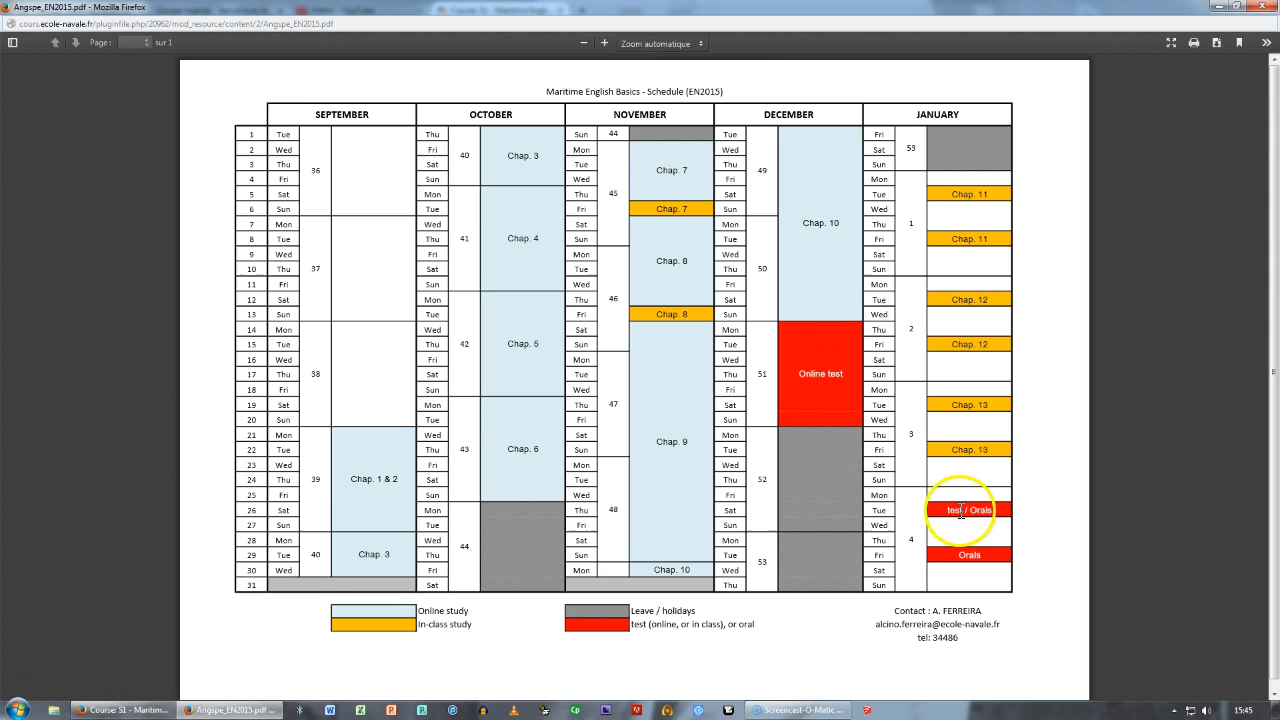 Angspe_EN2015.pdf - Mozilla Firefox
cours.ecole-navale.fr/pluginfile.php/20962/mod_resource/content/2/Angspe_EN2015.pdf
Page : 1 sur 1 Zoom automatique
Maritime English Basics - Schedule (EN2015)
SEPTEMBER OCTOBER NOVEMBER DECEMBER JANUARY
1 Tue Thu Sun 44 Tue Fri
2 Wed Fri Mon Wed Sat 53
3 Thu 36 Sat 40 Chap. 3 Tue Chap. 7 Thu 49 Sun
4 Fri Sun Wed Fri Mon
5 Sat Mon Thu 45 Sat Tue Chap. 11
6 Sun Tue Fri Chap. 7 Sun Wed
7 Mon Wed Sat Mon Chap. 10 Thu 1
8 Tue Thu 41 Chap. 4 Sun Tue Fri Chap. 11
9 Wed Fri Mon Chap. 8 Wed Sat
10 Thu 37 Sat Tue Thu 50 Sun
11 Fri Sun Wed Fri Mon
12 Sat Mon Thu 46 Sat Tue Chap. 12
13 Sun Tue Fri Chap. 8 Sun Wed
14 Mon Wed Sat Mon Thu 2
15 Tue Thu 42 Chap. 5 Sun Tue Fri Chap. 12
16 Wed Fri Mon Wed Sat
17 Thu 38 Sat Tue Thu 51 Online test Sun
18 Fri Sun Wed Fri Mon
19 Sat Mon Thu 47 Sat Tue Chap. 13
20 Sun Tue Fri Sun Wed
21 Mon Wed Sat Chap. 9 Mon Thu 3
22 Tue Thu 43 Chap. 6 Sun Tue Fri Chap. 13
23 Wed Fri Mon Wed Sat
24 Thu 39 Chap. 1 & 2 Sat Tue Thu 52 Sun
25 Fri Sun Wed Fri Mon
26 Sat Mon Thu 48 Sat Tue test / Orals
27 Sun Tue Fri Sun Wed
28 Mon Wed Sat Mon Thu 4
29 Tue 40 Chap. 3 Thu 44 Sun Tue 53 Fri Orals
30 Wed Fri Mon Chap. 10 Wed Sat
31 Sat Thu Sun
Online study Leave / holidays Contact : A. FERREIRA
In-class study test (online, or in class), or oral alcino.ferreira@ecole-navale.fr
tel: 34486
Course: S1 - Maritim... Angspe_EN2015.pdf ... Screencast-O-Matic ... 15:45